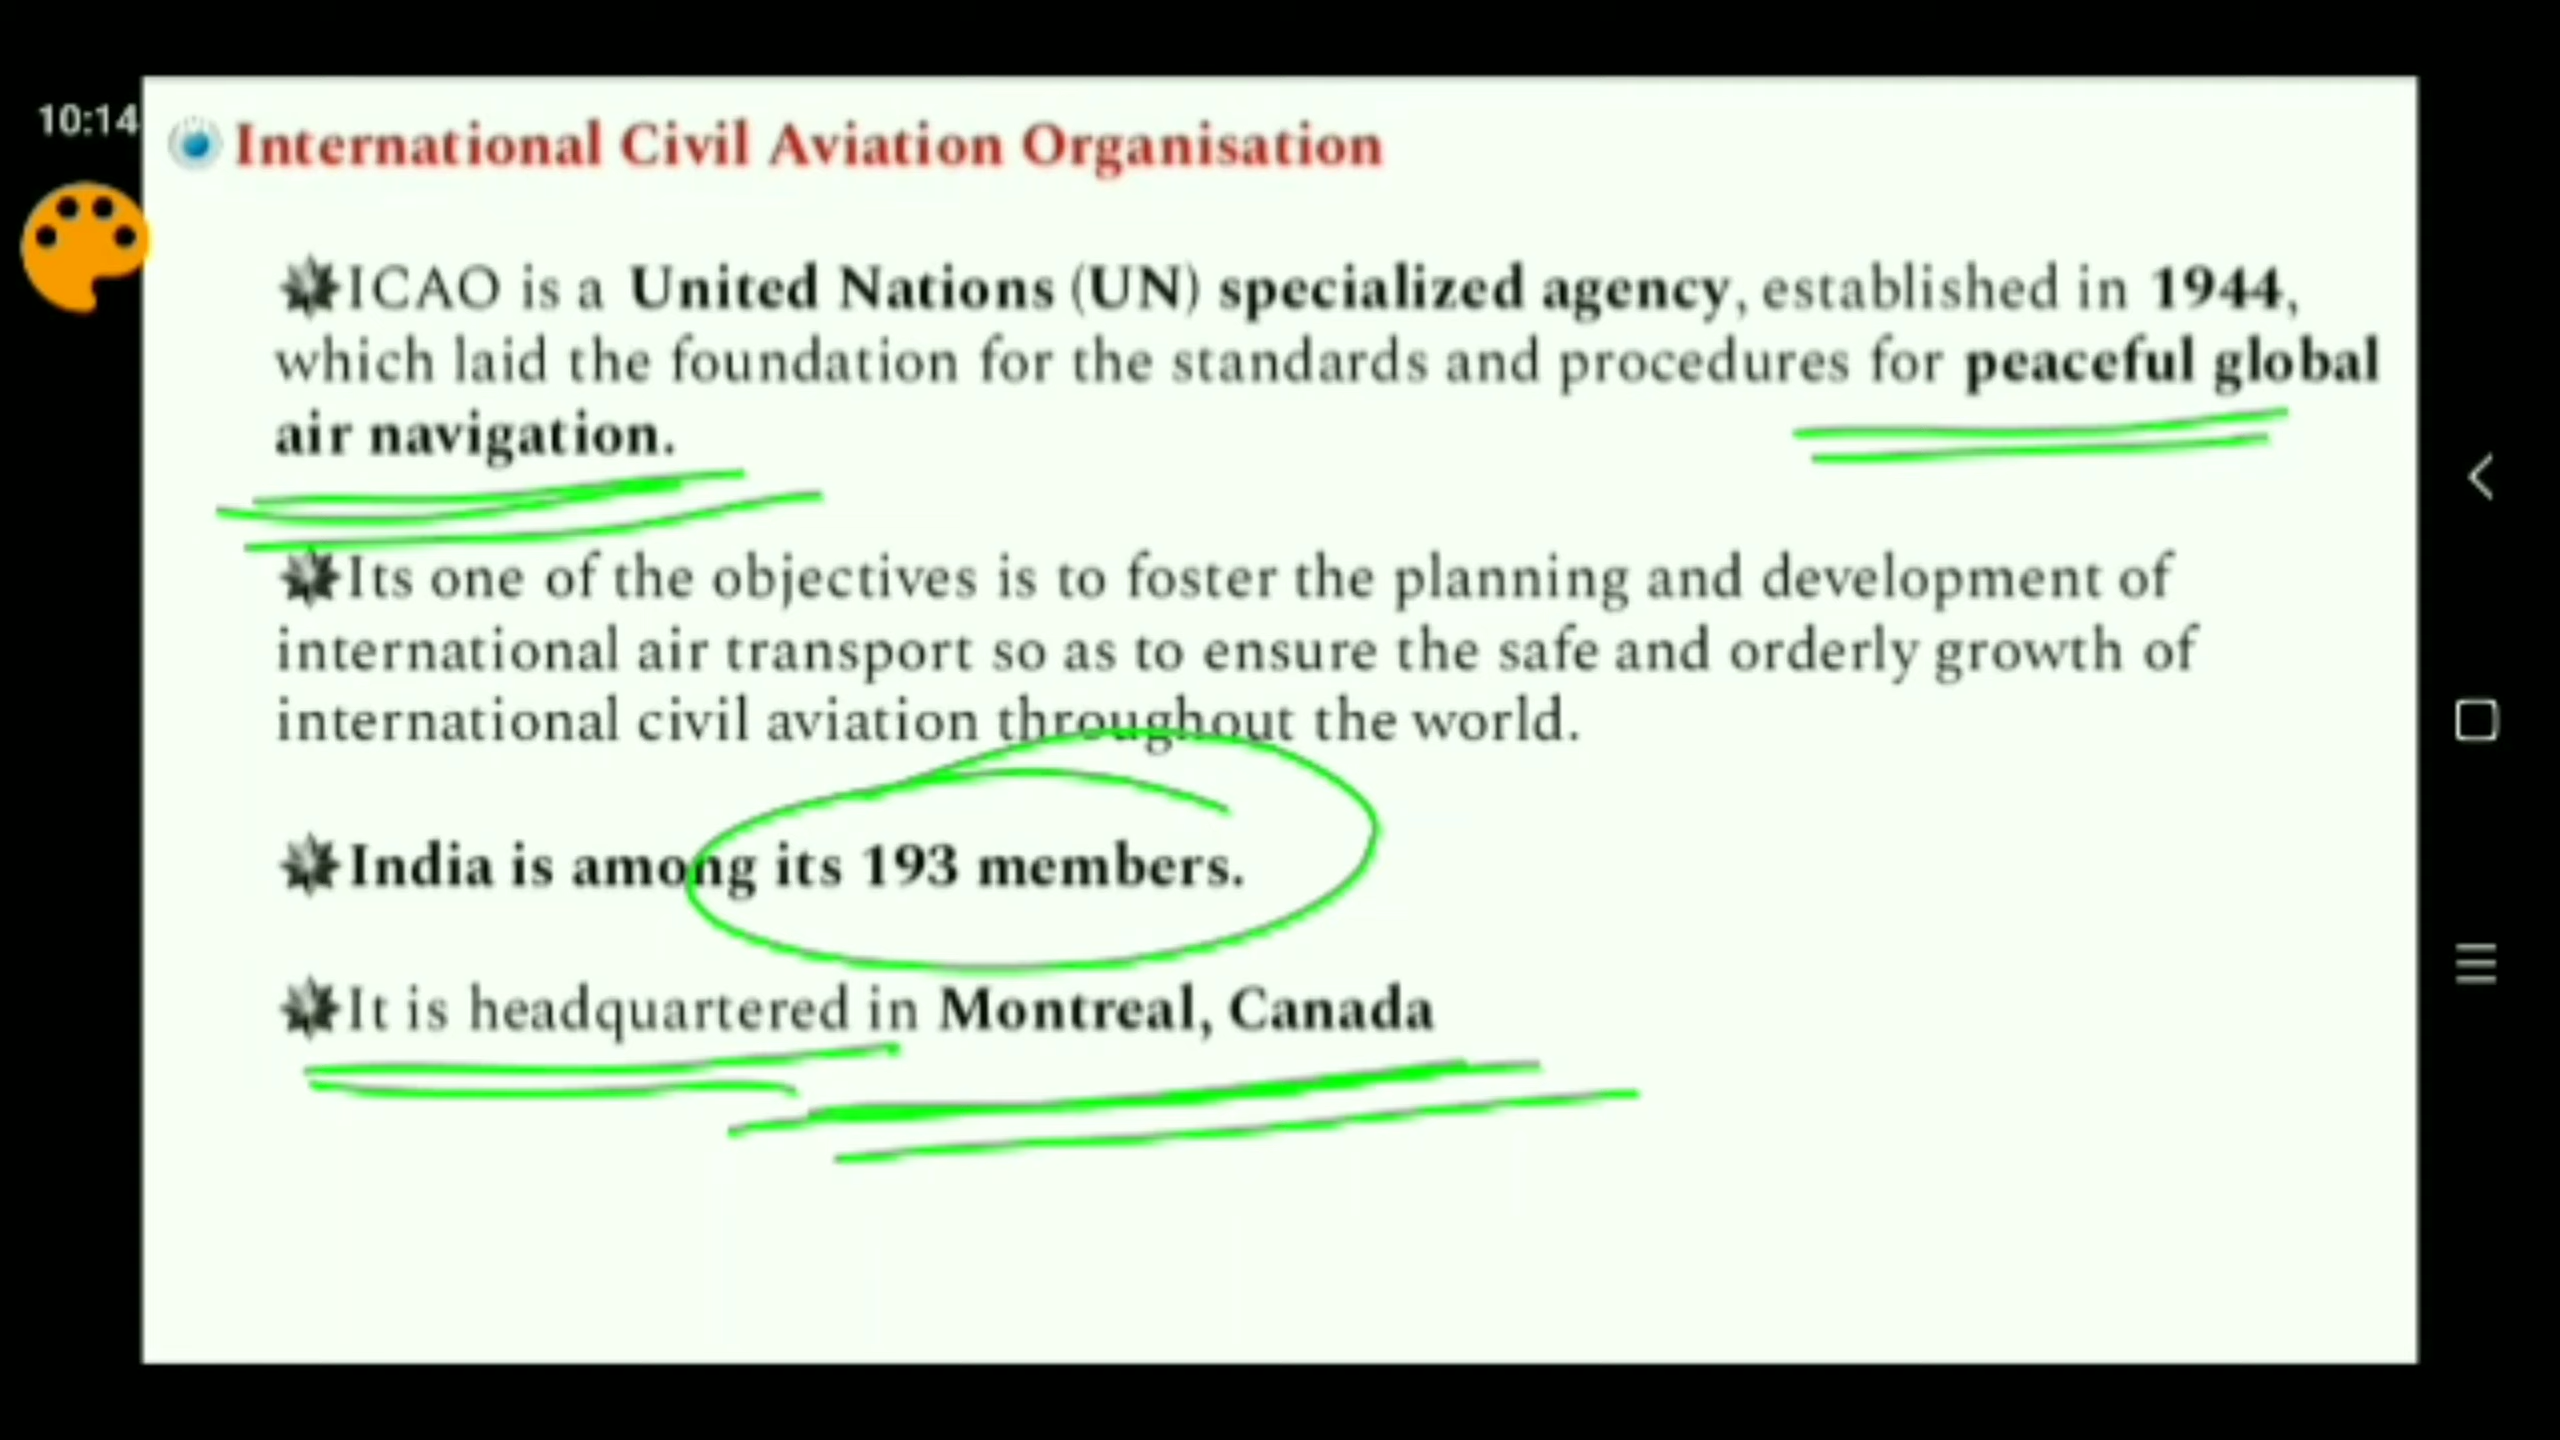 10:14
International Civil Aviation Organisation
ICAO is a United Nations (UN) specialized agency, established in 1944,
which laid the foundation for the standards and procedures for peaceful global
air navigation.
Its one of the objectives is to foster the planning and development of
international air transport so as to ensure the safe and orderly growth of
international civil aviation throughout the world.
India is among its 193 members.
It is headquartered in Montreal, Canada